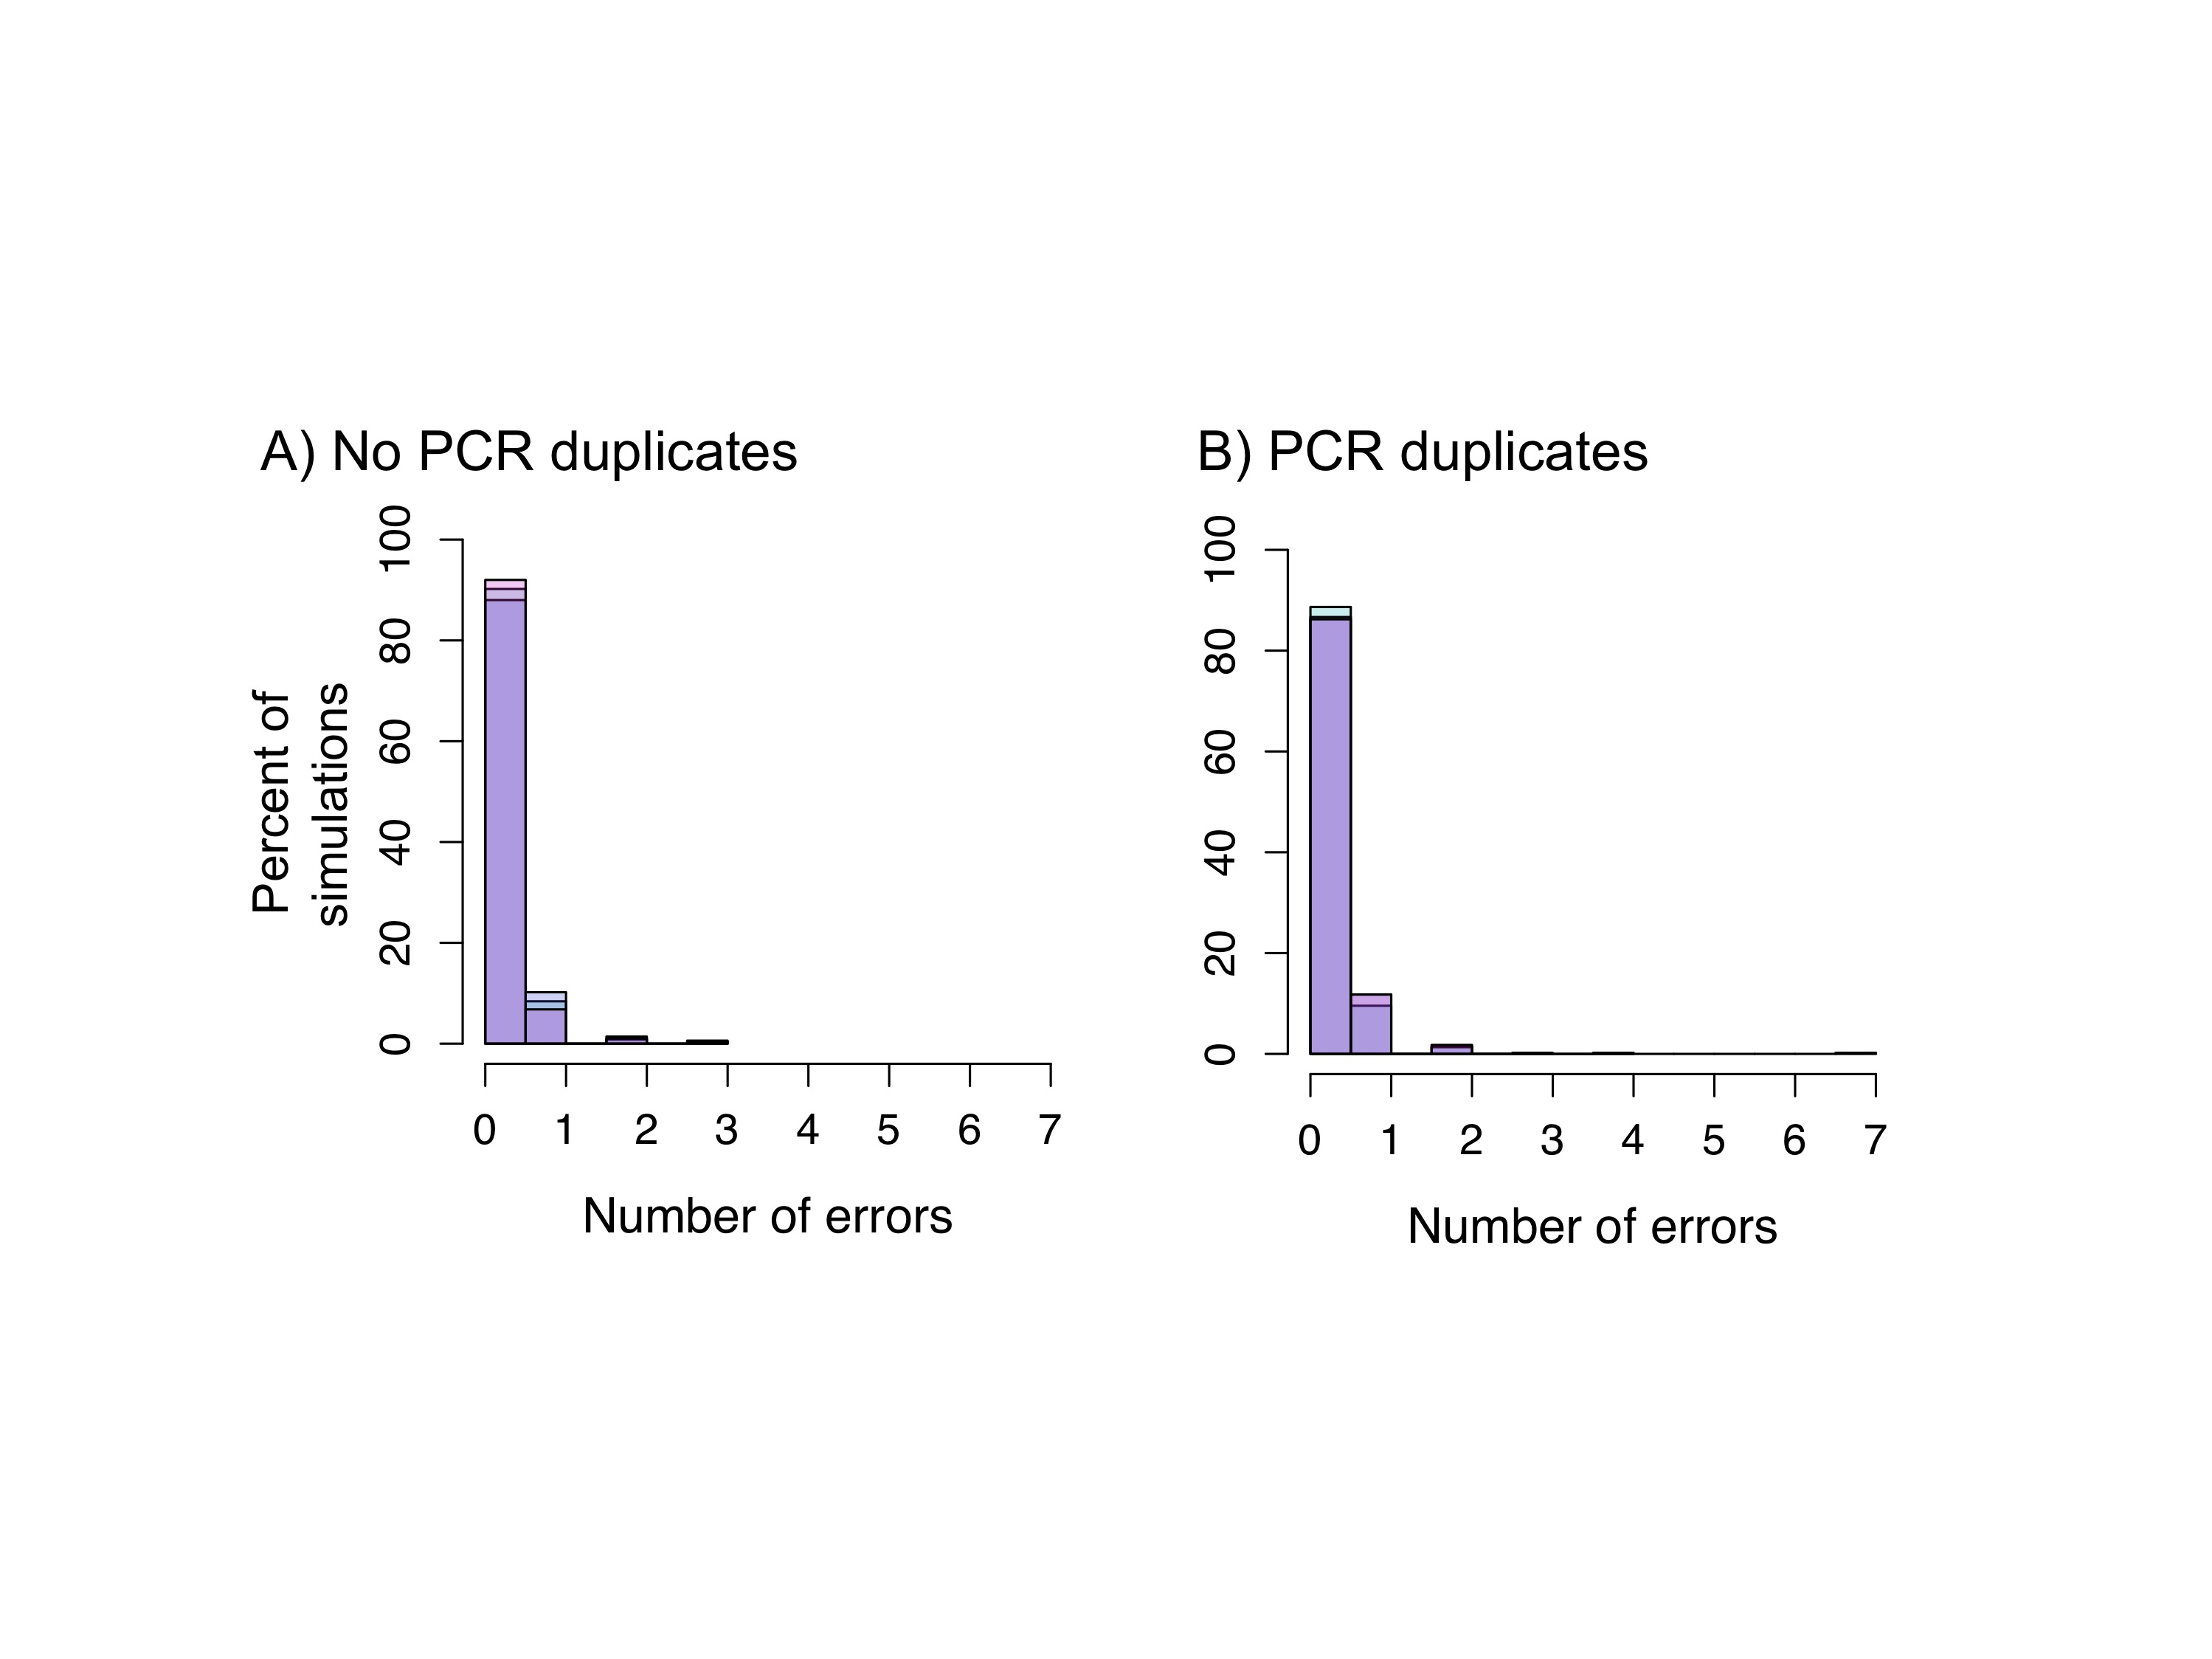 A) No PCR duplicates
Percent of
simulations
0 20 40 60 80 100
0 1 2 3 4 5 6 7
Number of errors
B) PCR duplicates
0 20 40 60 80 100
0 1 2 3 4 5 6 7
Number of errors